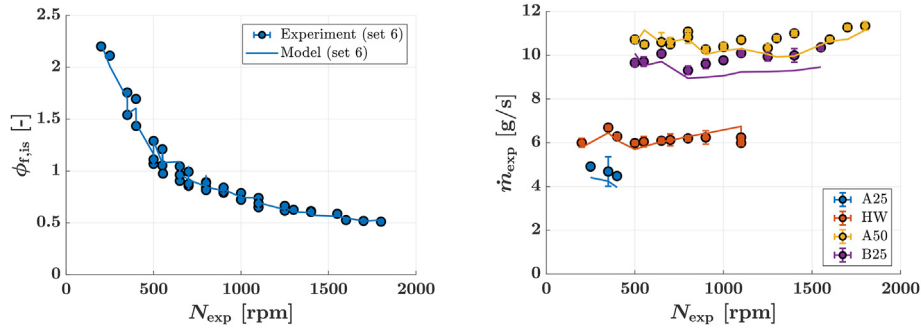 2.5
2
1.5
1
0.5
0
ϕf,is [-]
Experiment (set 6)
Model (set 6)
0 500 1000 1500 2000
Nexp [rpm]
12
10
8
6
4
2
0
ṁexp [g/s]
A25
HW
A50
B25
0 500 1000 1500 2000
Nexp [rpm]